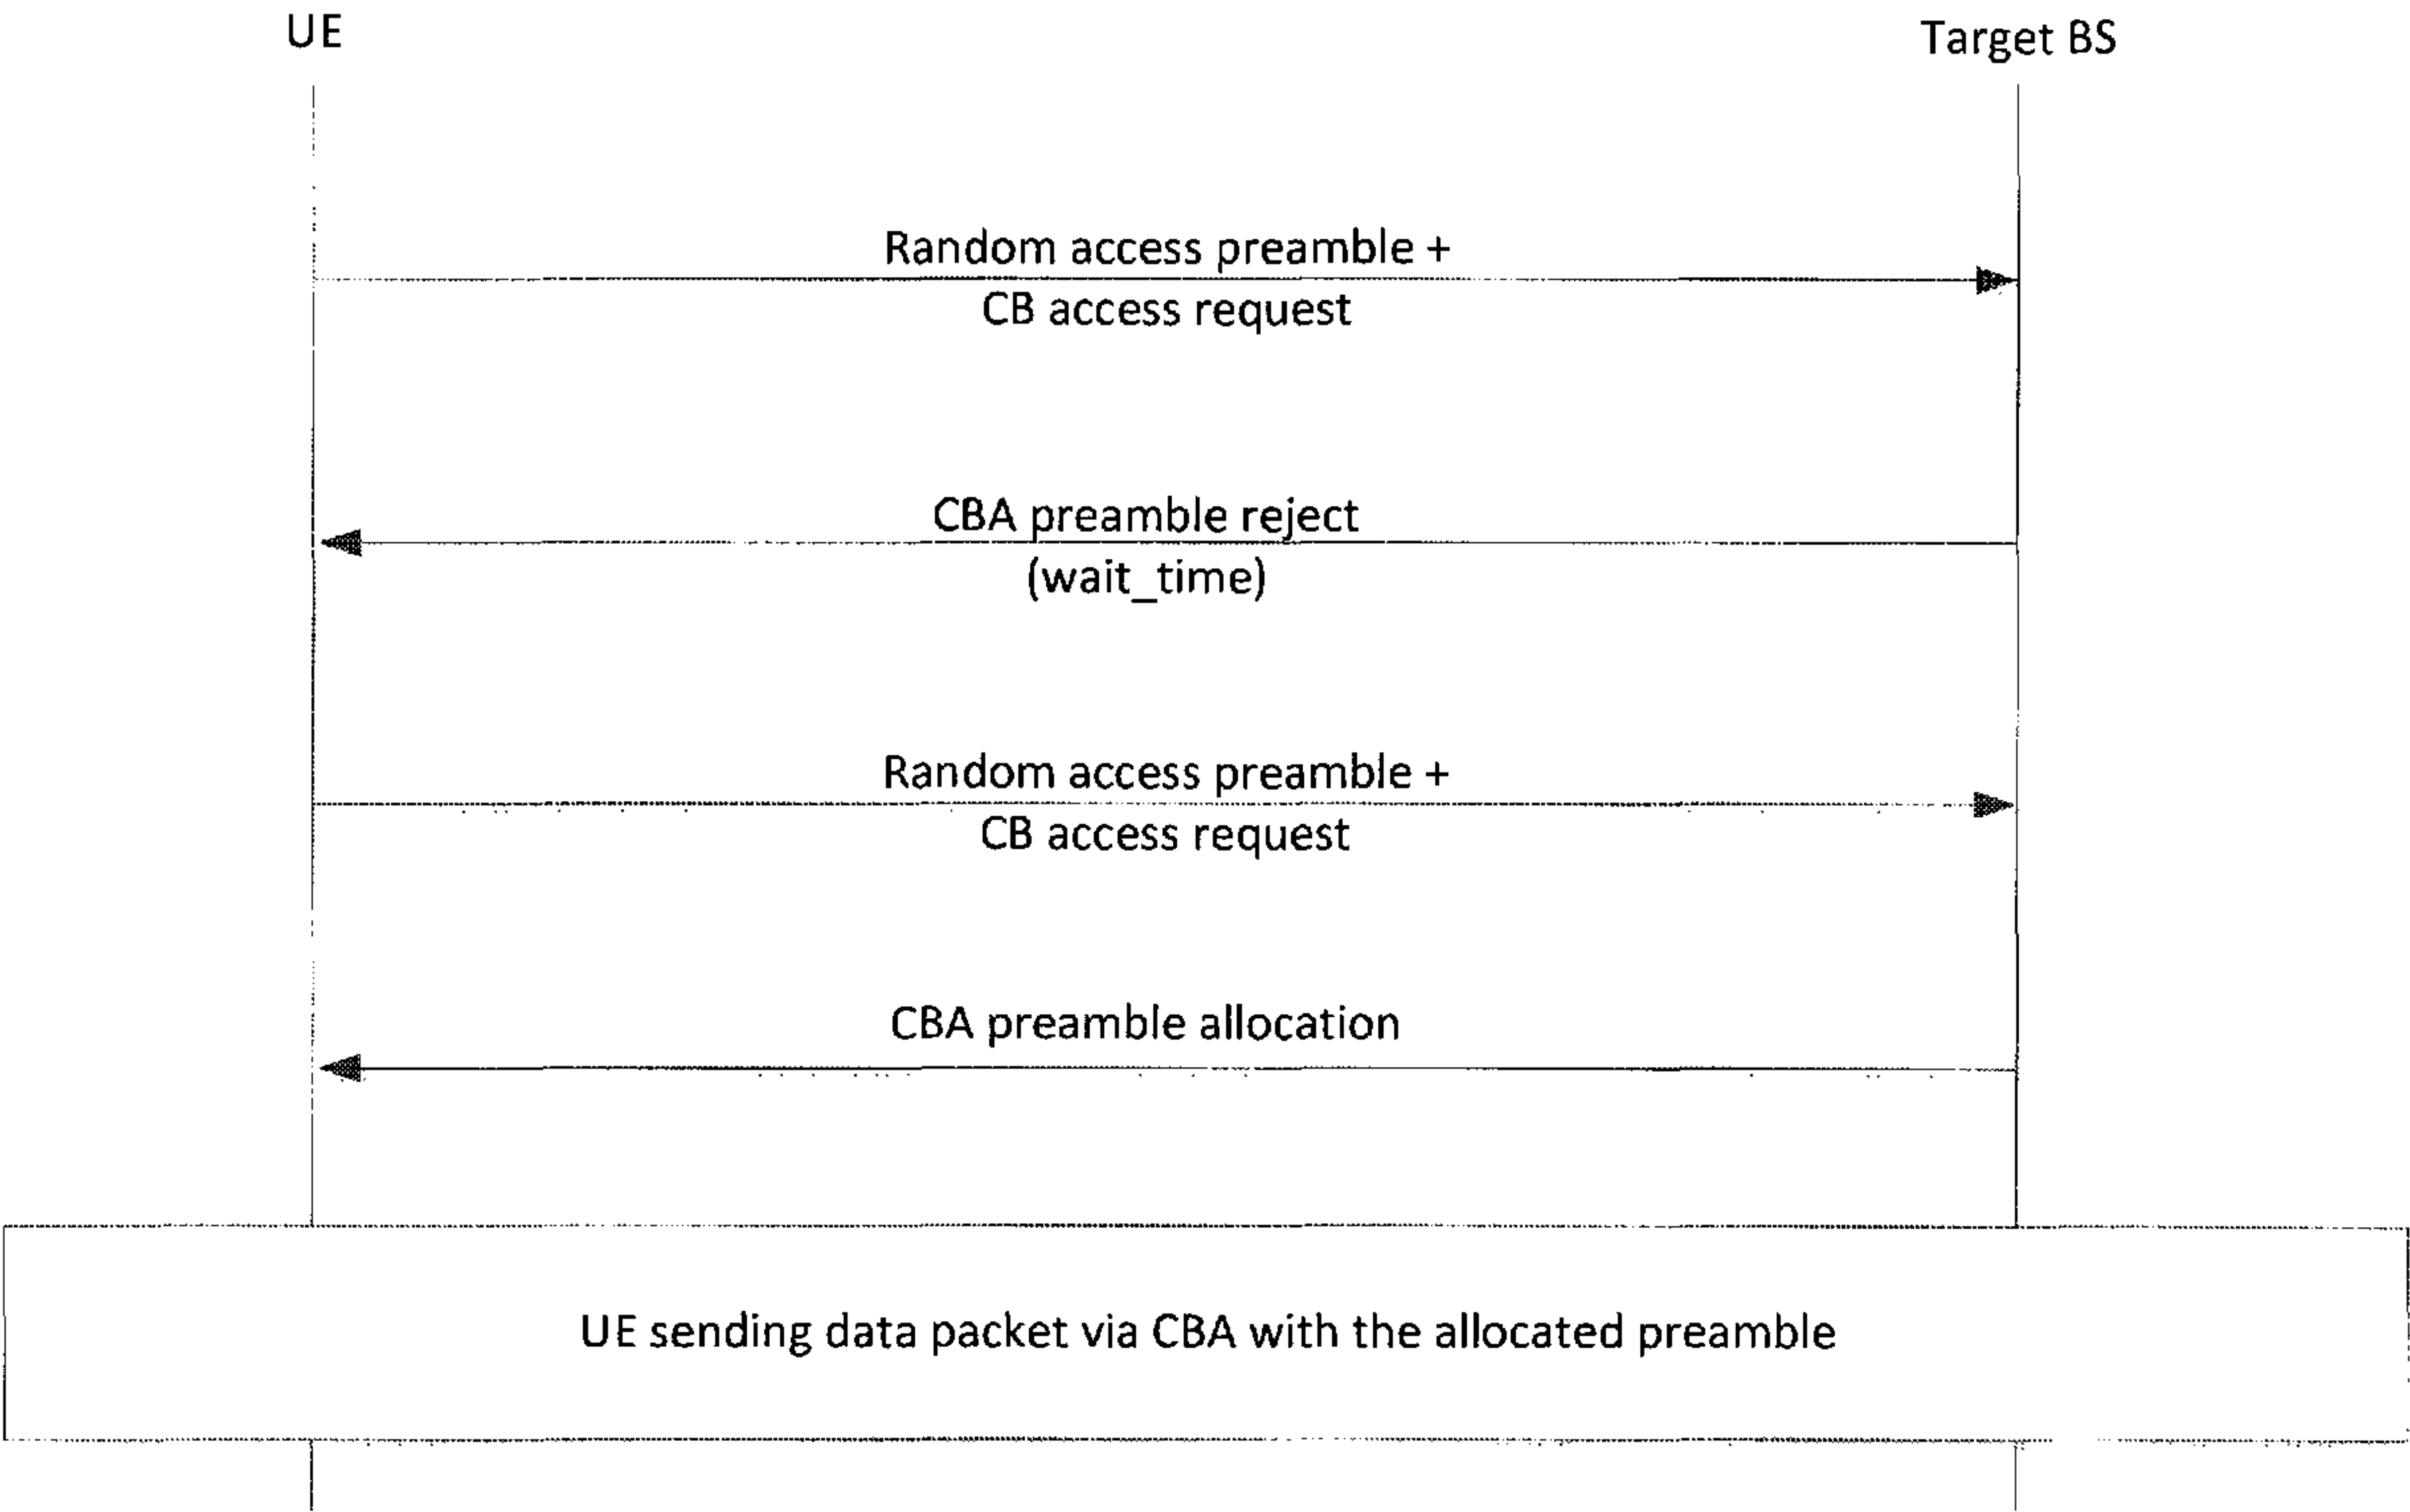 UE
Target BS
Random access preamble +
CB access request
CBA preamble reject
(wait_time)
Random access preamble +
CB access request
CBA preamble allocation
UE sending data packet via CBA with the allocated preamble